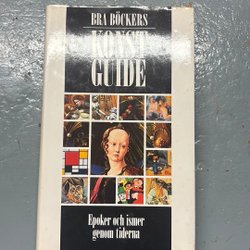 BRA BÖCKERS
KONST
GUIDE
Epoker och ismer
genom tiderna